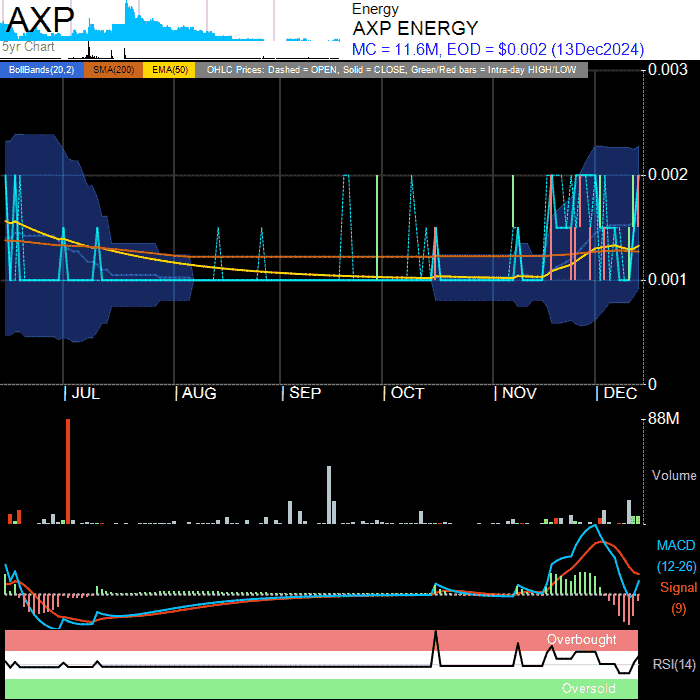 AXP
5yr Chart
Energy
AXP ENERGY
MC = 11.6M, EOD = $0.002 (13Dec2024)
BollBands(20,2) SMA(200) EMA(50) OHLC Prices: Dashed = OPEN, Solid = CLOSE, Green/Red bars = Intra-day HIGH/LOW
0.003
0.002
0.001
0
JUL AUG SEP OCT NOV DEC
88M
Volume
MACD
(12-26)
Signal
(9)
Overbought
RSI(14)
Oversold